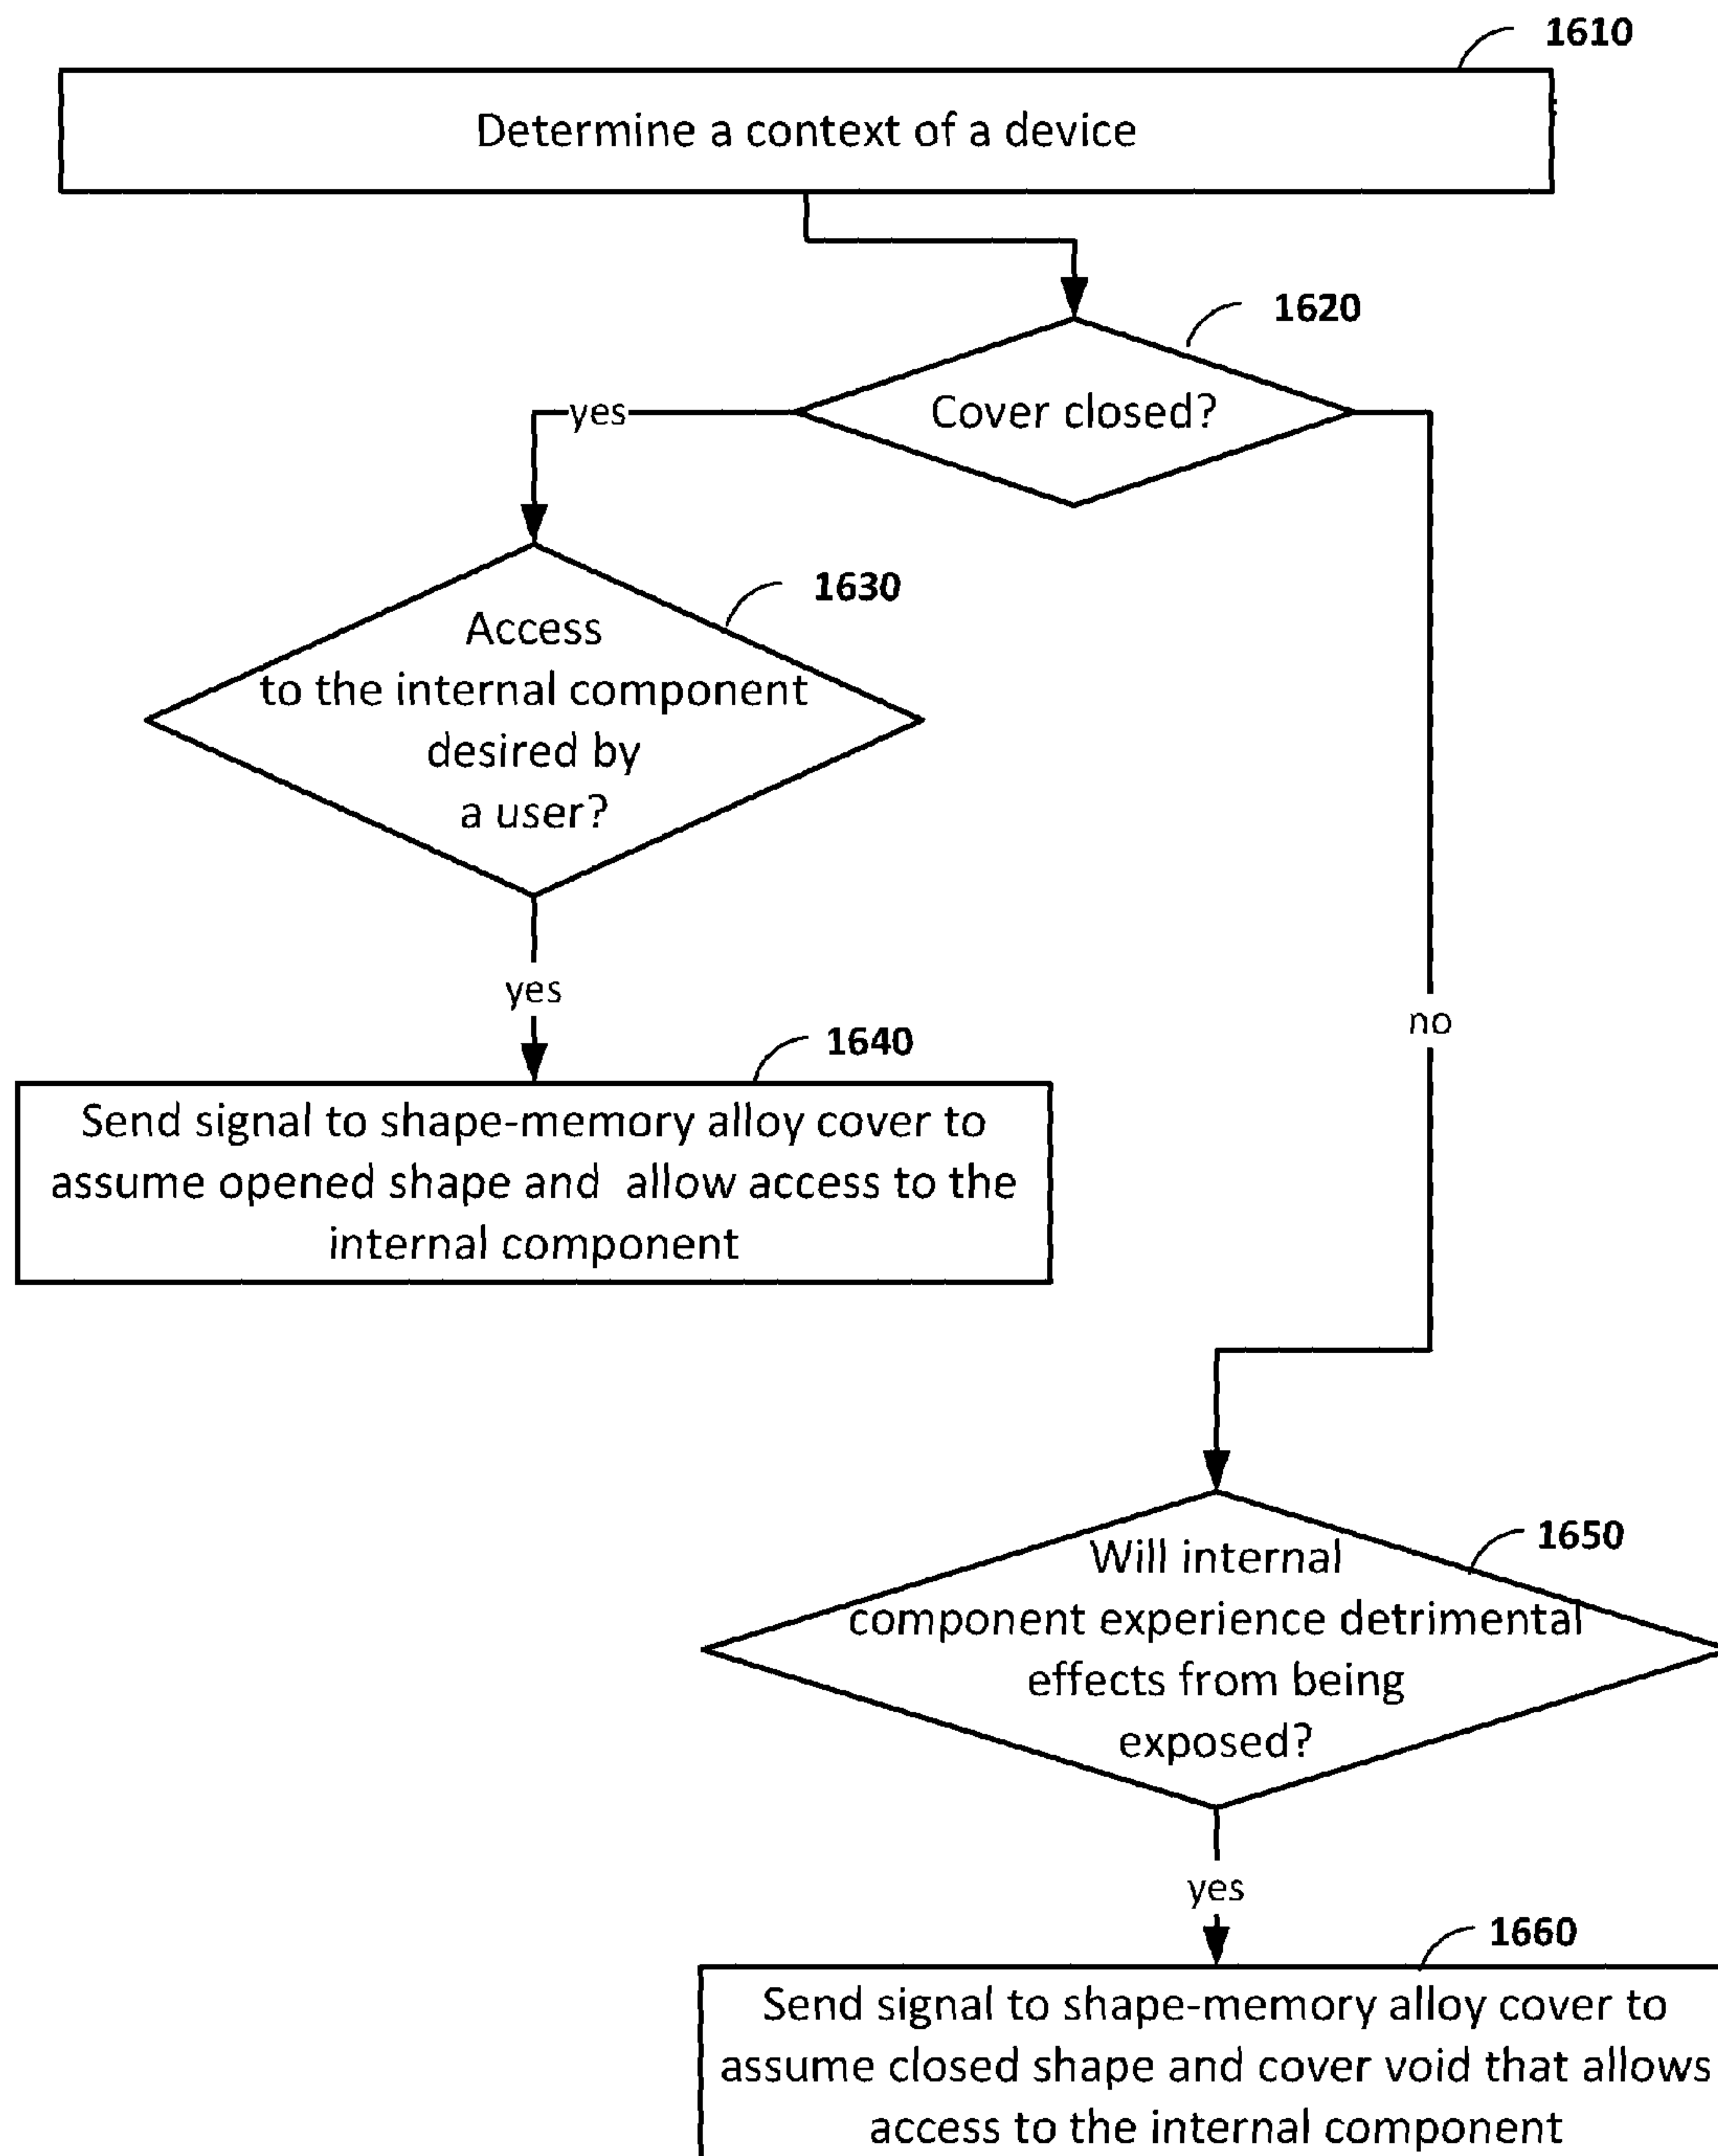 1610
Determine a context of a device
1620
Cover closed?
yes
1630
Access
to the internal component
desired by
a user?
yes
1640
Send signal to shape-memory alloy cover to
assume opened shape and allow access to the
internal component
no
1650
Will internal
component experience detrimental
effects from being
exposed?
yes
1660
Send signal to shape-memory alloy cover to
assume closed shape and cover void that allows
access to the internal component